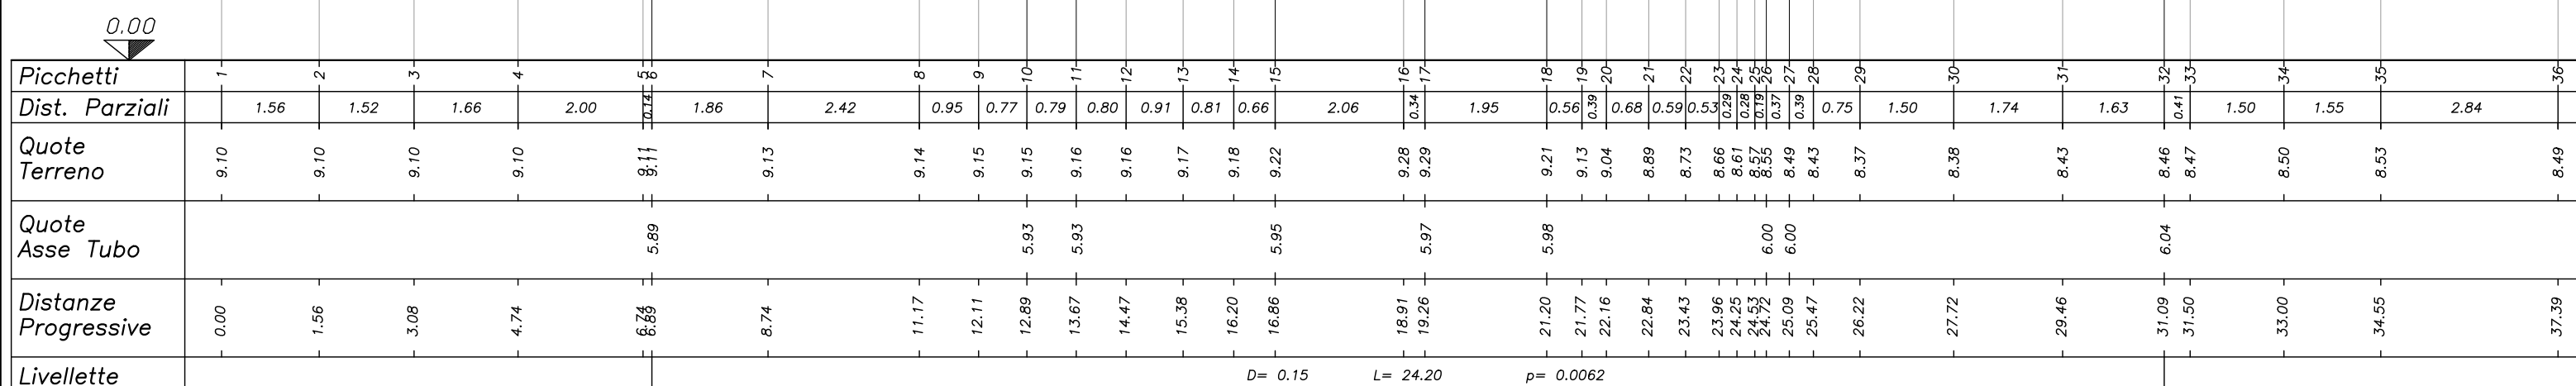 0.00
Picchetti 1 2 3 4 5 6 7 8 9 10 11 12 13 14 15 16 17 18 19 20 21 22 23 24 25 26 27 28 29 30 31 32 33 34 35 36
Dist. Parziali 1.56 1.52 1.66 2.00 0.14 1.86 2.42 0.95 0.77 0.79 0.80 0.91 0.81 0.66 2.06 0.34 1.95 0.56 0.39 0.68 0.59 0.53 0.29 0.28 0.19 0.37 0.39 0.75 1.50 1.74 1.63 0.41 1.50 1.55 2.84
Quote
Terreno 9.10 9.10 9.10 9.10 9.11 9.11 9.13 9.14 9.15 9.15 9.16 9.16 9.17 9.18 9.22 9.28 9.29 9.21 9.13 9.04 8.89 8.73 8.66 8.61 8.57 8.55 8.49 8.43 8.37 8.38 8.43 8.46 8.47 8.50 8.53 8.49
Quote
Asse Tubo 5.89 5.93 5.93 5.95 5.97 5.98 6.00 6.00 6.04
Distanze
Progressive 0.00 1.56 3.08 4.74 6.74 6.89 8.74 11.17 12.11 12.89 13.67 14.47 15.38 16.20 16.86 18.91 19.26 21.20 21.77 22.16 22.84 23.43 23.96 24.25 24.53 24.72 25.09 25.47 26.22 27.72 29.46 31.09 31.50 33.00 34.55 37.39
Livellette D= 0.15 L= 24.20 p= 0.0062